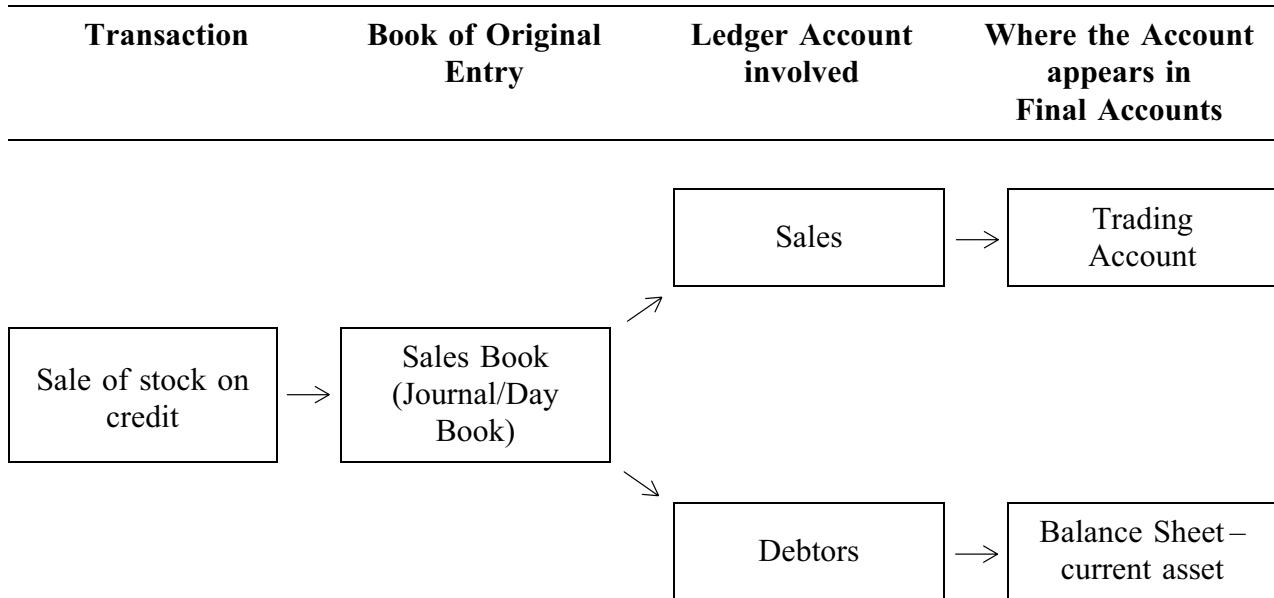 Transaction
Book of Original
Entry
Ledger Account
involved
Where the Account
appears in
Final Accounts
Sales
Trading
Account
Sale of stock on
credit
Sales Book
(Journal/Day
Book)
Debtors
Balance Sheet –
current asset